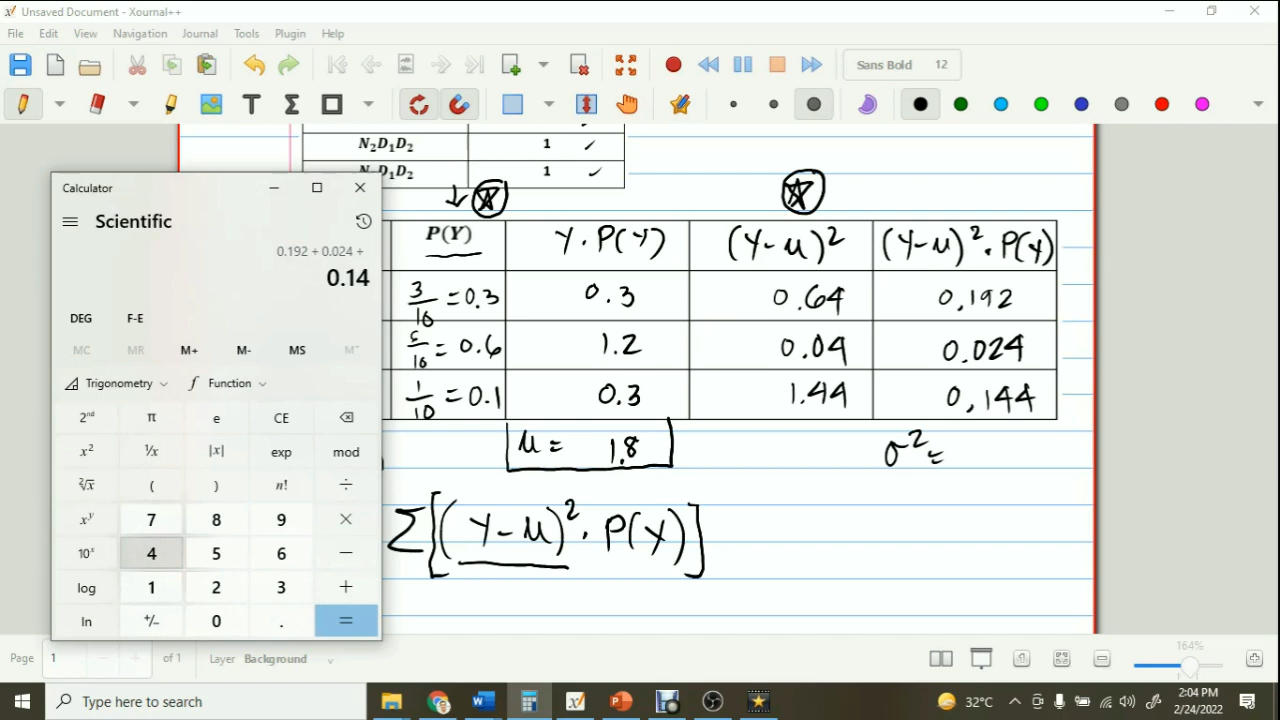 Unsaved Document - Xournal++
File Edit View Navigation Journal Tools Plugin Help
Sans Bold 12
N₂D₁D₂ 1 ✓
1 ✓
Calculator
Scientific
0.192 + 0.024 +
0.14
DEG F-E
MC MR M+ M- MS
Trigonometry Function
2ⁿᵈ π e CE
x² ¹/x |x| exp mod
²√x ( ) n! ÷
xʸ 7 8 9 ×
10ˣ 4 5 6 −
log 1 2 3 +
ln +/− 0 . =
P(Y) Y·P(Y) (Y-μ)² (Y-μ)²·P(Y)
3/10 = 0.3 0.3 0.64 0.192
/10 = 0.6 1.2 0.04 0.024
1/10 = 0.1 0.3 1.44 0,144
μ = 1.8 σ² =
Σ[(Y-μ)²·P(Y)]
Page 1 of 1 Layer Background
164%
Type here to search
32°C
2:04 PM
2/24/2022